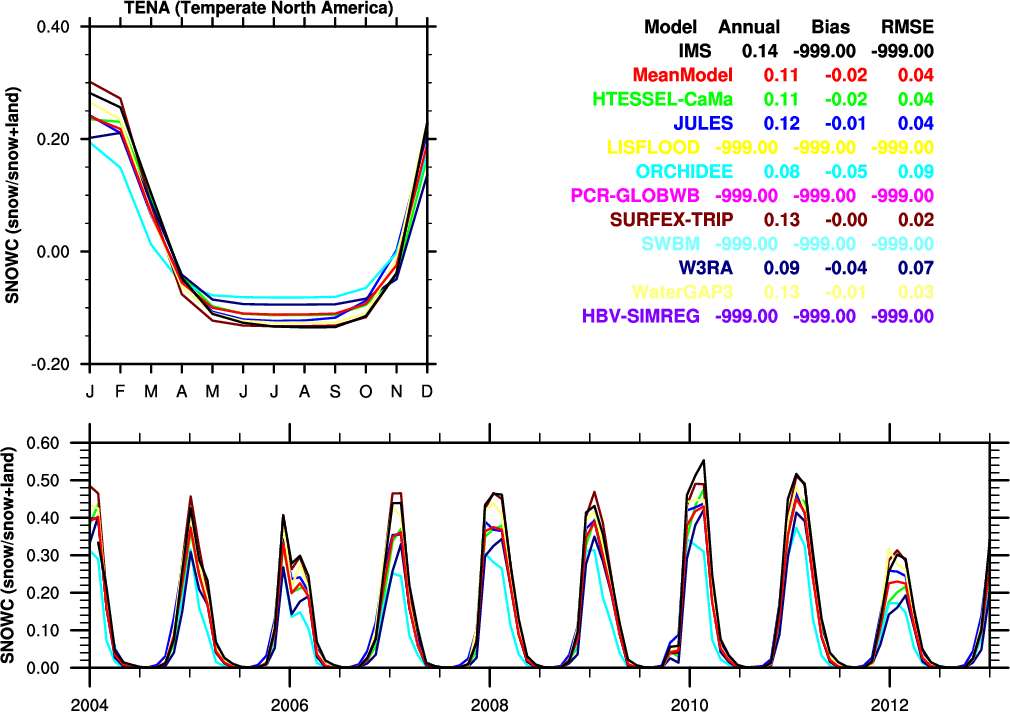 TENA (Temperate North America)
SNOWC (snow/snow+land)
0.40
0.20
0.00
-0.20
J F M A M J J A S O N D
Model Annual Bias RMSE
IMS 0.14 -999.00 -999.00
MeanModel 0.11 -0.02 0.04
HTESSEL-CaMa 0.11 -0.02 0.04
JULES 0.12 -0.01 0.04
LISFLOOD -999.00 -999.00 -999.00
ORCHIDEE 0.08 -0.05 0.09
PCR-GLOBWB -999.00 -999.00 -999.00
SURFEX-TRIP 0.13 -0.00 0.02
SWBM -999.00 -999.00 -999.00
W3RA 0.09 -0.04 0.07
WaterGAP3 0.13 -0.01 0.03
HBV-SIMREG -999.00 -999.00 -999.00
SNOWC (snow/snow+land)
0.60
0.50
0.40
0.30
0.20
0.10
0.00
2004 2006 2008 2010 2012